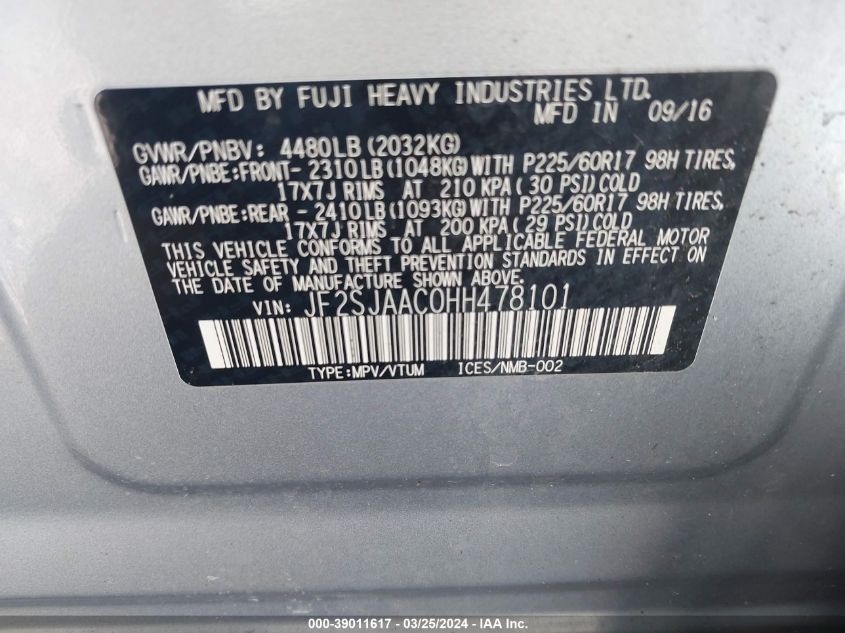 MFD BY FUJI HEAVY INDUSTRIES LTD.
MFD IN 09/16
GVWR/PNBV: 4480LB (2032KG)
GAWR/PNBE:FRONT- 2310 LB (1048KG) WITH P225/60R17 98H TIRES,
17X7J RIMS AT 210 KPA ( 30 PSI) COLD
GAWR/PNBE:REAR - 2410 LB (1093KG) WITH P225/60R17 98H TIRES,
17X7J RIMS AT 200 KPA ( 29 PSI) COLD
THIS VEHICLE CONFORMS TO ALL APPLICABLE FEDERAL MOTOR
VEHICLE SAFETY AND THEFT PREVENTION STANDARDS IN EFFECT ON
THE DATE OF MANUFACTURE SHOWN ABOVE.
VIN: JF2SJAAC0HH478101
TYPE:MPV/VTUM ICES/NMB-002
000-39011617 - 03/25/2024 - IAA Inc.